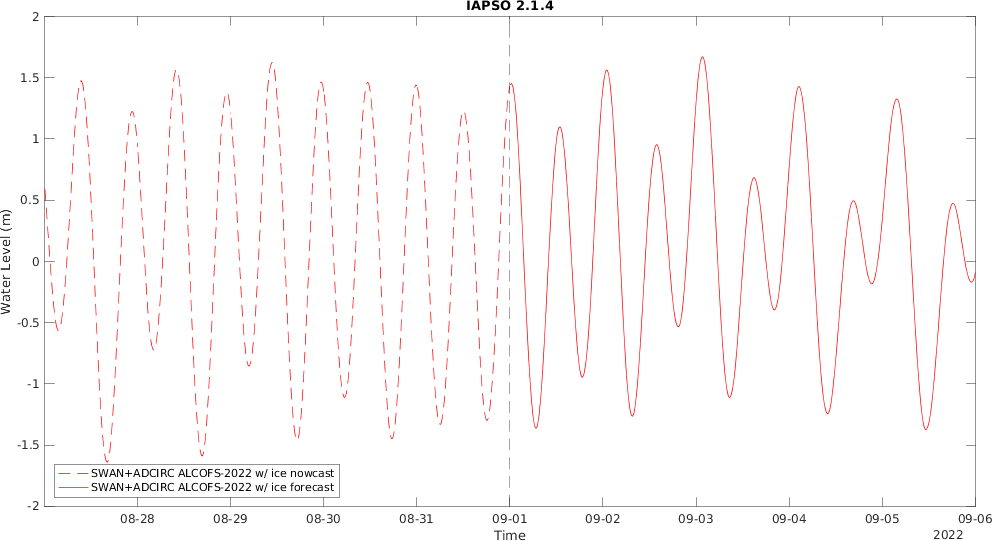 IAPSO 2.1.4
2
1.5
1
0.5
0
-0.5
-1
-1.5
-2
Water Level (m)
SWAN+ADCIRC ALCOFS-2022 w/ ice nowcast
SWAN+ADCIRC ALCOFS-2022 w/ ice forecast
08-28 08-29 08-30 08-31 09-01 09-02 09-03 09-04 09-05 09-06
Time
2022